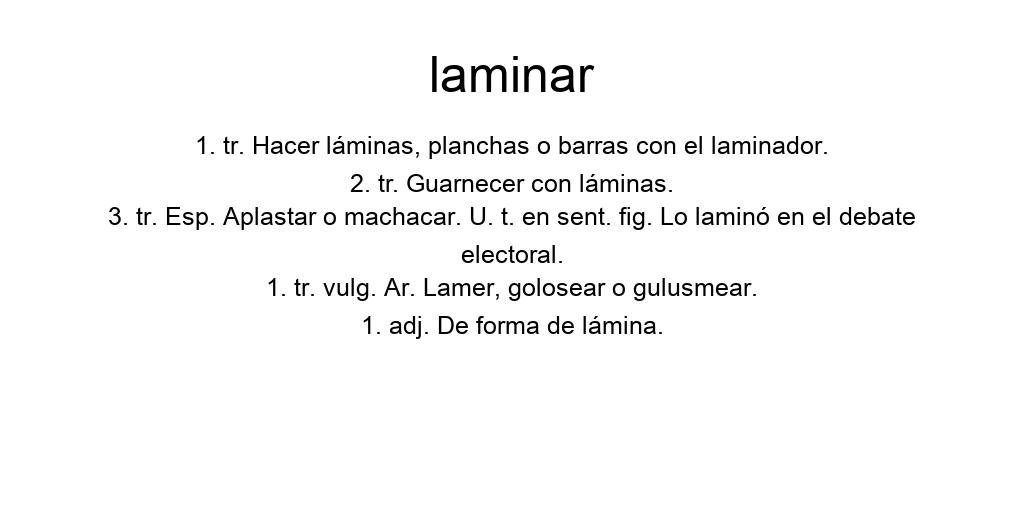 laminar
1. tr. Hacer láminas, planchas o barras con el laminador.
2. tr. Guarnecer con láminas.
3. tr. Esp. Aplastar o machacar. U. t. en sent. fig. Lo laminó en el debate
electoral.
1. tr. vulg. Ar. Lamer, golosear o gulusmear.
1. adj. De forma de lámina.